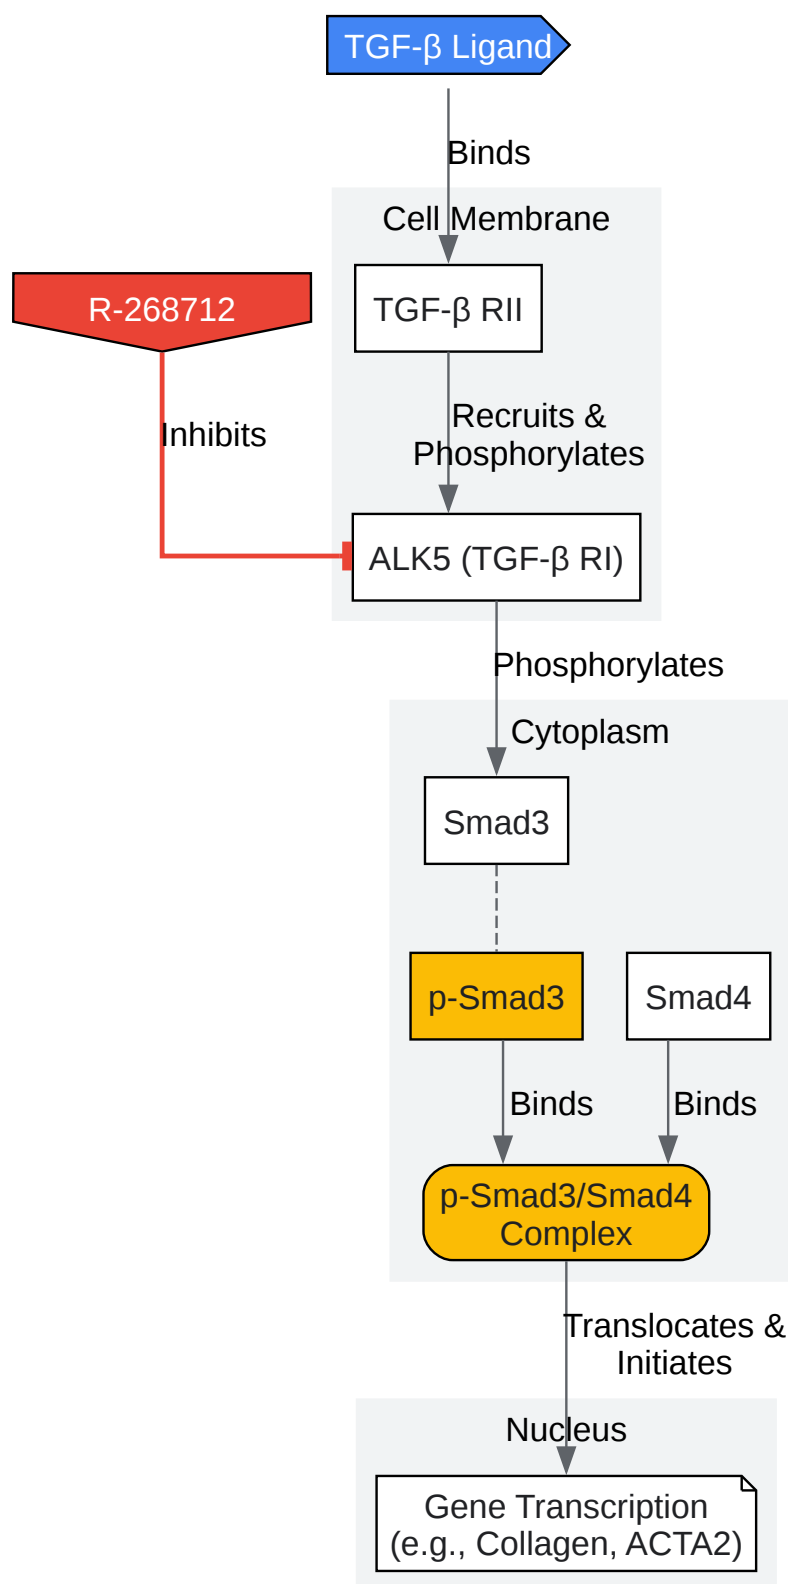 TGF-β Ligand
Binds
Cell Membrane
TGF-β RII
R-268712
Recruits &
Phosphorylates
Inhibits
ALK5 (TGF-β RI)
Phosphorylates
Cytoplasm
Smad3
p-Smad3
Smad4
Binds
Binds
p-Smad3/Smad4
Complex
Translocates &
Initiates
Nucleus
Gene Transcription
(e.g., Collagen, ACTA2)